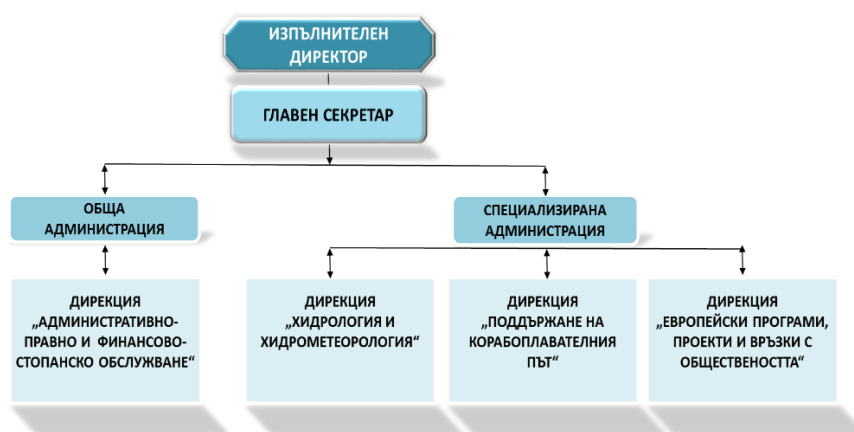 ИЗПЪЛНИТЕЛЕН
ДИРЕКТОР
ГЛАВЕН СЕКРЕТАР
ОБЩА
АДМИНИСТРАЦИЯ
СПЕЦИАЛИЗИРАНА
АДМИНИСТРАЦИЯ
ДИРЕКЦИЯ
„АДМИНИСТРАТИВНО-
ПРАВНО И ФИНАНСОВО-
СТОПАНСКО ОБСЛУЖВАНЕ“
ДИРЕКЦИЯ
„ХИДРОЛОГИЯ И
ХИДРОМЕТЕОРОЛОГИЯ“
ДИРЕКЦИЯ
„ПОДДЪРЖАНЕ НА
КОРАБОПЛАВАТЕЛНИЯ
ПЪТ“
ДИРЕКЦИЯ
„ЕВРОПЕЙСКИ ПРОГРАМИ,
ПРОЕКТИ И ВРЪЗКИ С
ОБЩЕСТВЕНОСТТА“